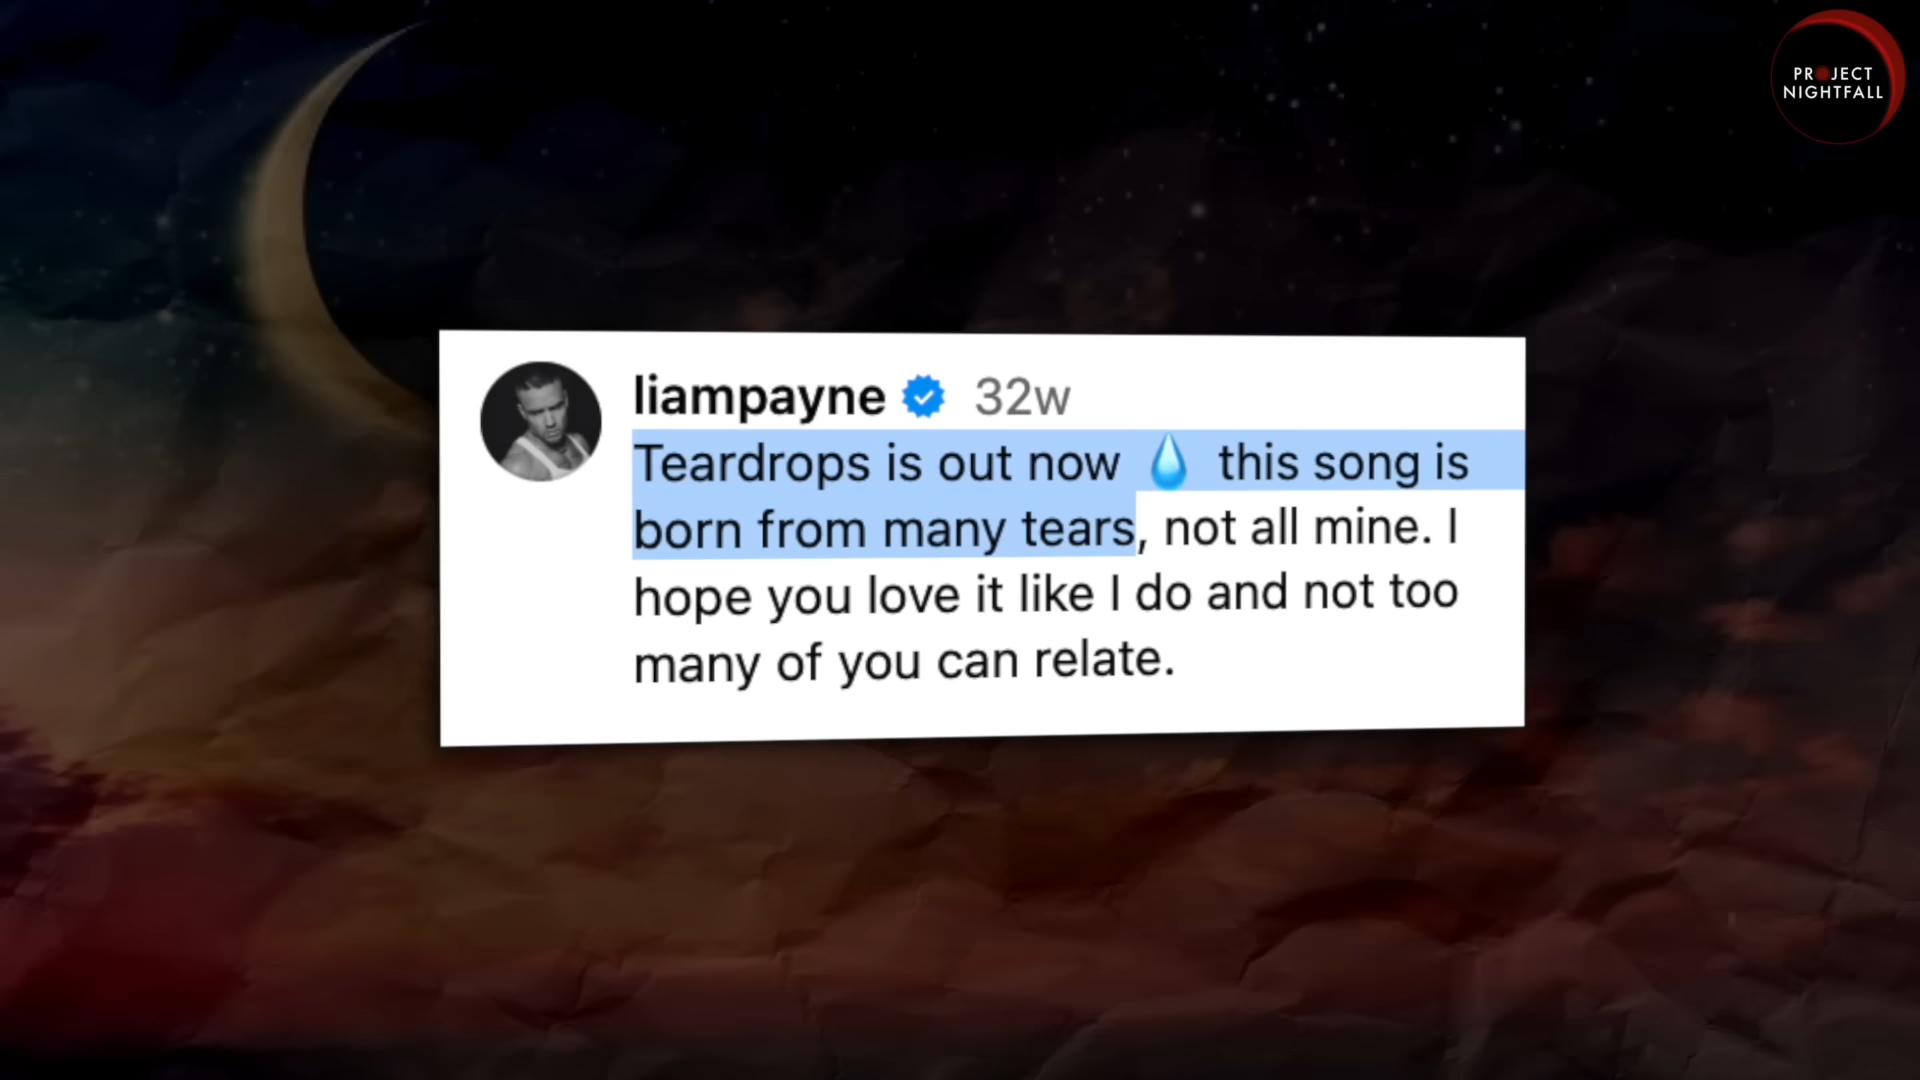 PROJECT
NIGHTFALL
liampayne 32w
Teardrops is out now 💧 this song is
born from many tears, not all mine. I
hope you love it like I do and not too
many of you can relate.